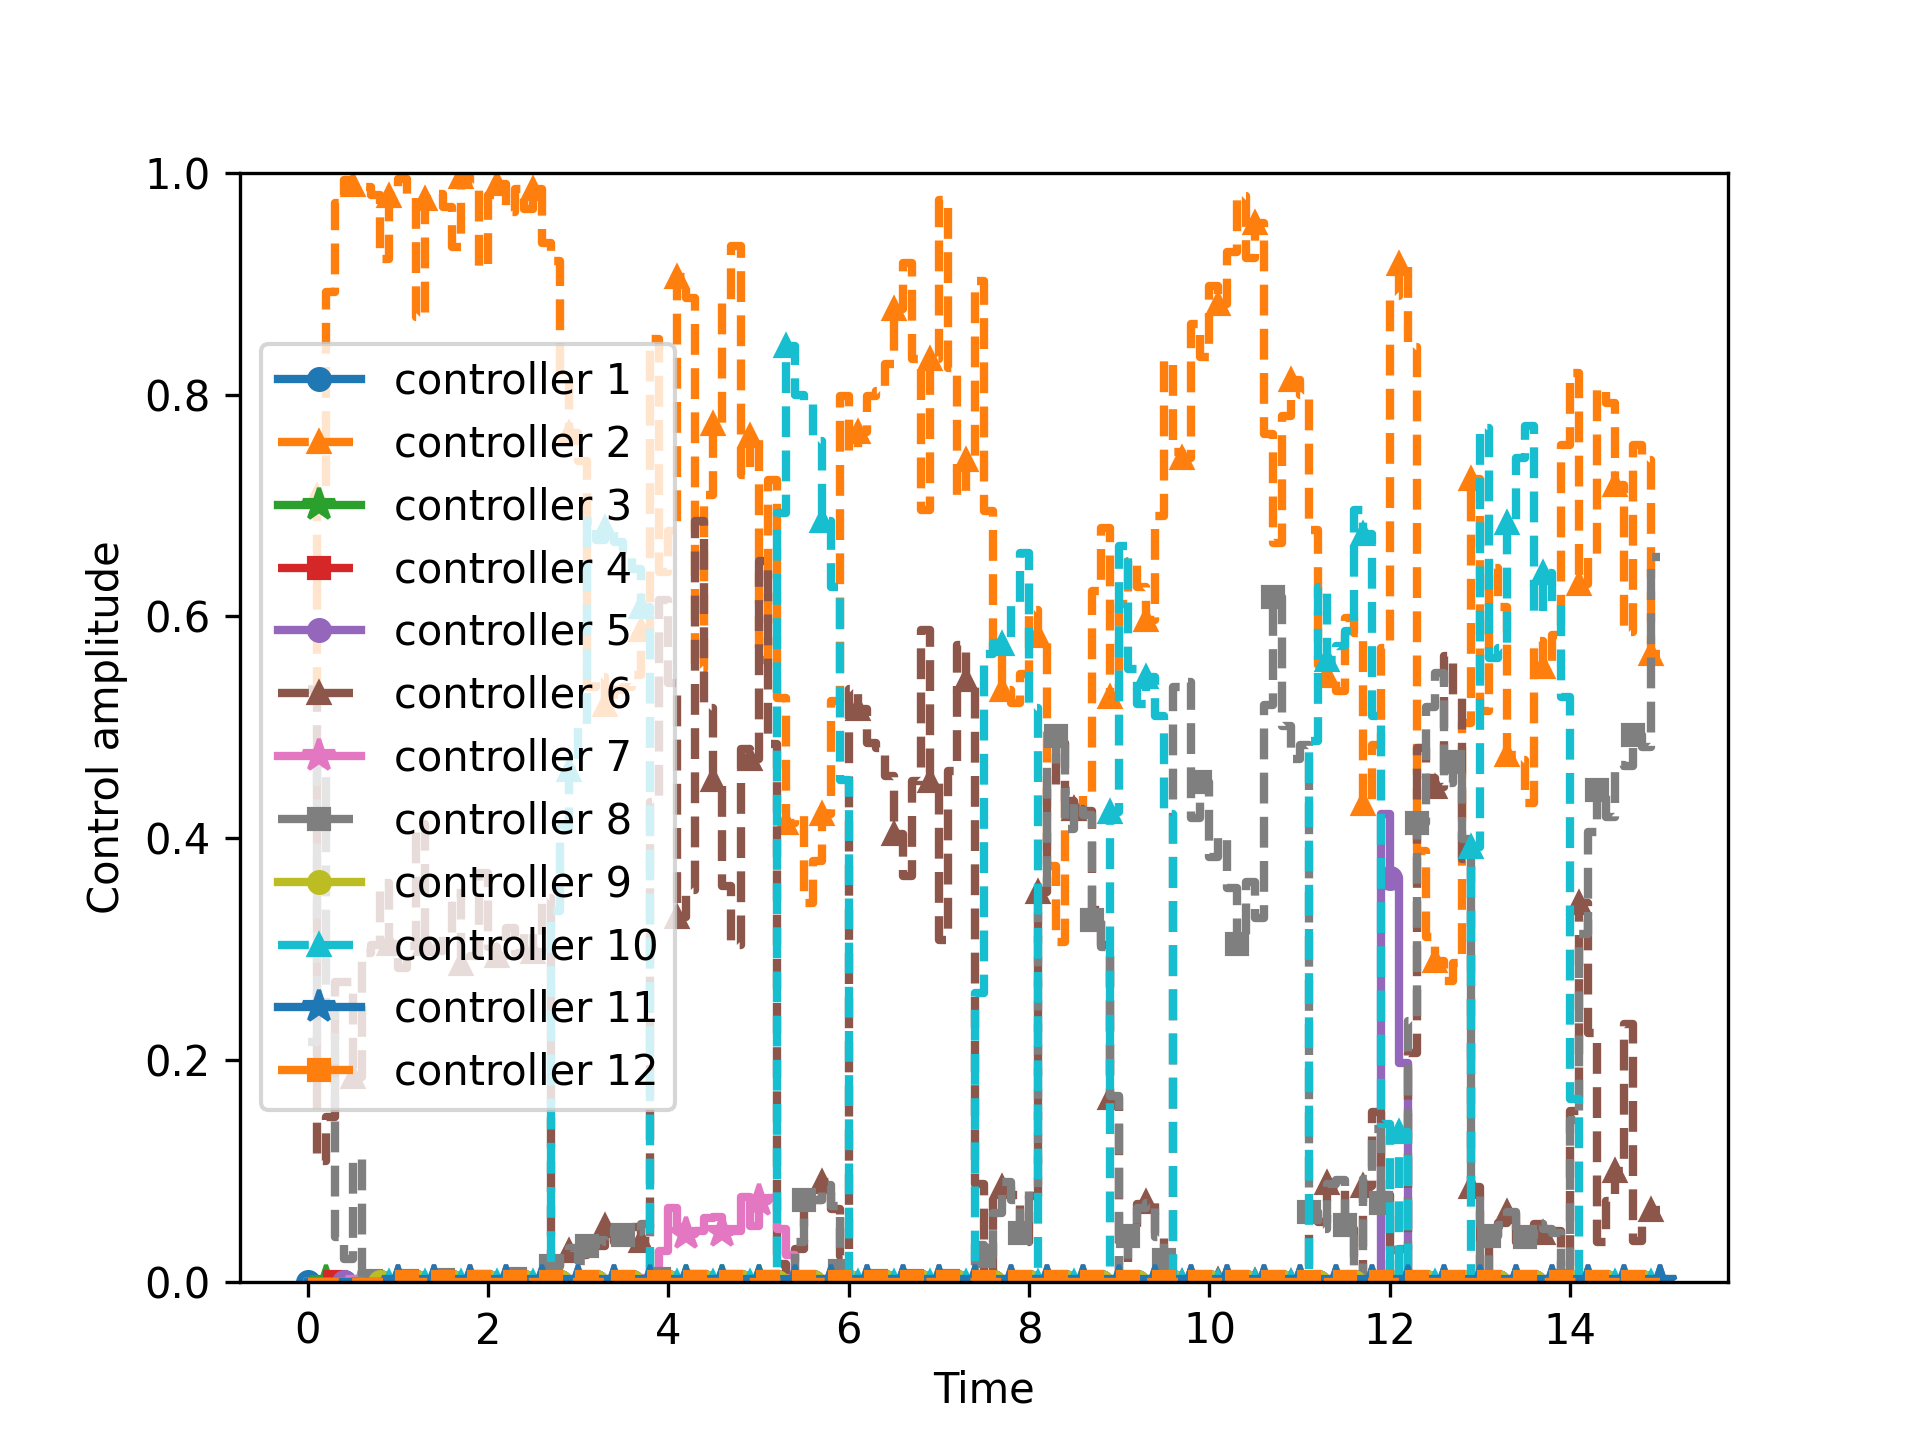 1.0
0.8
0.6
0.4
0.2
0.0
Control amplitude
controller 1
controller 2
controller 3
controller 4
controller 5
controller 6
controller 7
controller 8
controller 9
controller 10
controller 11
controller 12
0 2 4 6 8 10 12 14
Time